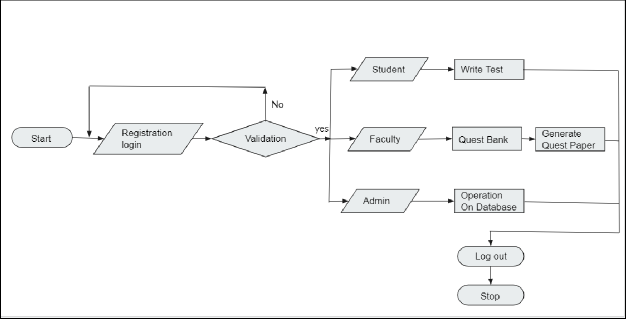 Student
Write Test
No
Start
Registration
login
Validation
yes
Faculty
Quest Bank
Generate
Quest Paper
Admin
Operation
On Database
Log out
Stop